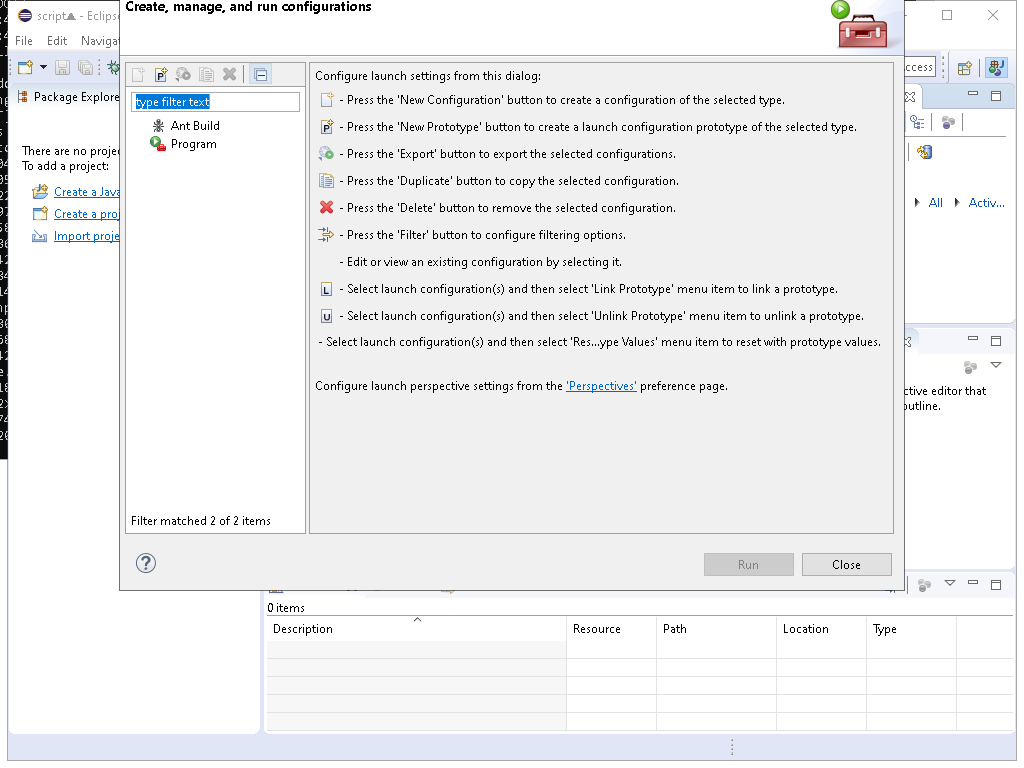 Create, manage, and run configurations
script - Eclips
File Edit Navigat
ccess
Package Explore
type filter text
Ant Build
Program
Filter matched 2 of 2 items
There are no projec
To add a project:
Create a Java
Create a proj
Import proje
Configure launch settings from this dialog:
- Press the 'New Configuration' button to create a configuration of the selected type.
- Press the 'New Prototype' button to create a launch configuration prototype of the selected type.
- Press the 'Export' button to export the selected configurations.
- Press the 'Duplicate' button to copy the selected configuration.
- Press the 'Delete' button to remove the selected configuration.
- Press the 'Filter' button to configure filtering options.
- Edit or view an existing configuration by selecting it.
L - Select launch configuration(s) and then select 'Link Prototype' menu item to link a prototype.
U - Select launch configuration(s) and then select 'Unlink Prototype' menu item to unlink a prototype.
- Select launch configuration(s) and then select 'Res...ype Values' menu item to reset with prototype values.
Configure launch perspective settings from the 'Perspectives' preference page.
All Activ...
ctive editor that
outline.
Run Close
0 items
Description Resource Path Location Type